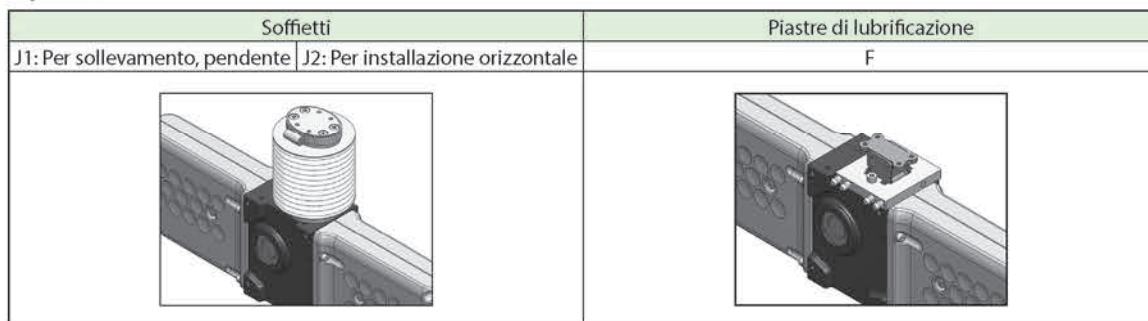 Soffietti
Piastre di lubrificazione
J1: Per sollevamento, pendente
J2: Per installazione orizzontale
F